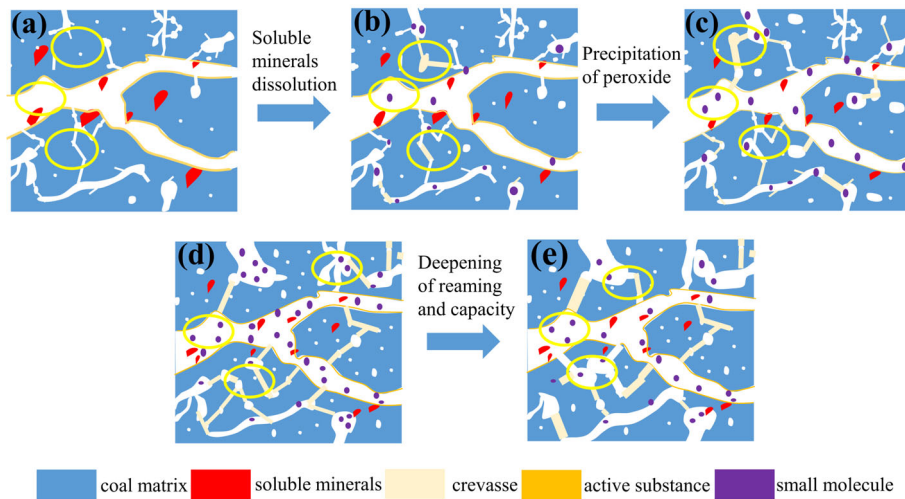 (a)
Soluble
minerals
dissolution
(b)
Precipitation
of peroxide
(c)
(d)
Deepening
of reaming
and capacity
(e)
coal matrix
soluble minerals
crevasse
active substance
small molecule